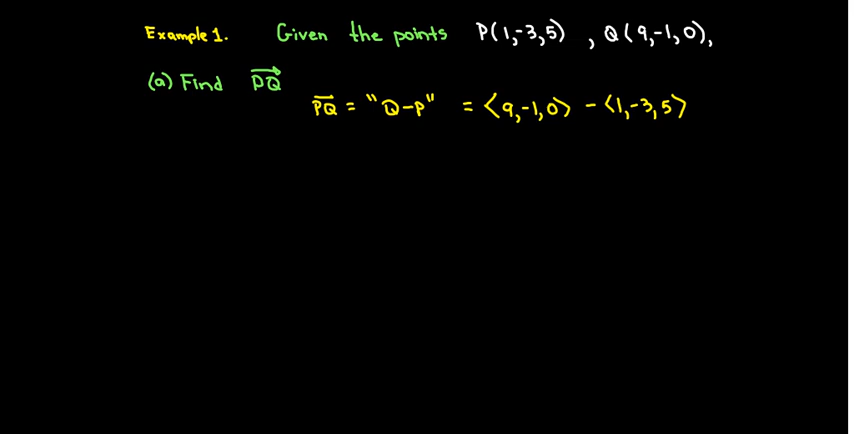 Example 1. Given the points P(1,-3,5) , Q(9,-1,0),
(a) Find PQ
PQ = "Q-P" = <9,-1,0> - <1,-3,5>